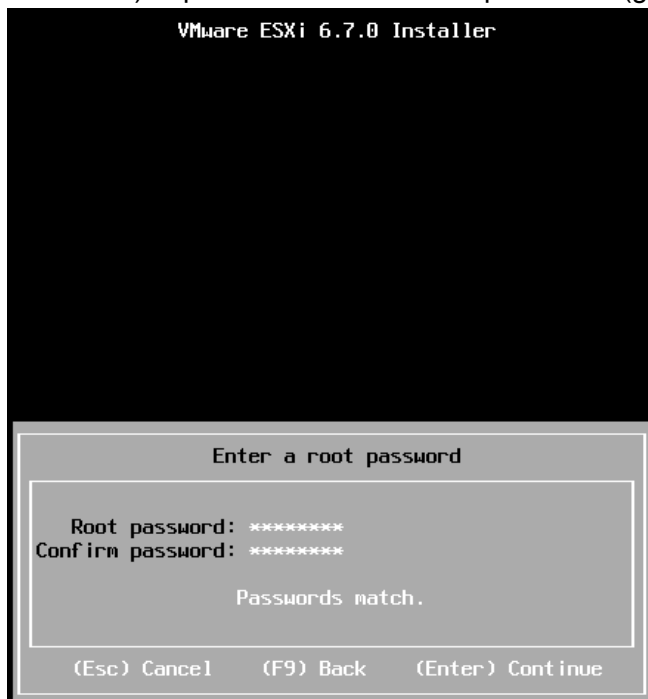 VMware ESXi 6.7.0 Installer
Enter a root password
Root password: ********
Confirm password: ********
Passwords match.
(Esc) Cancel (F9) Back (Enter) Continue